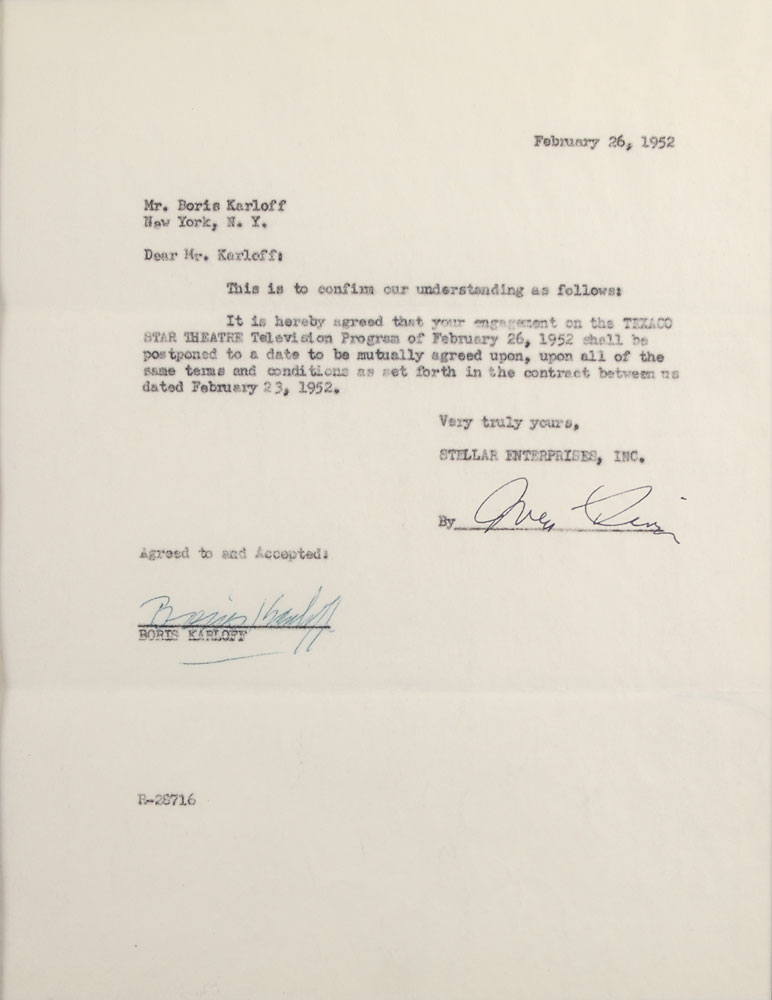 February 26, 1952
Mr. Boris Karloff
New York, N. Y.
Dear Mr. Karloff:
This is to confirm our understanding as follows:
It is hereby agreed that your engagement on the TEXACO
STAR THEATRE Television Program of February 26, 1952 shall be
postponed to a date to be mutually agreed upon, upon all of the
same terms and conditions as set forth in the contract between us
dated February 23, 1952.
Very truly yours,
STELLAR ENTERPRISES, INC.
By
Agreed to and Accepted:
Boris Karloff
BORIS KARLOFF
R-28716